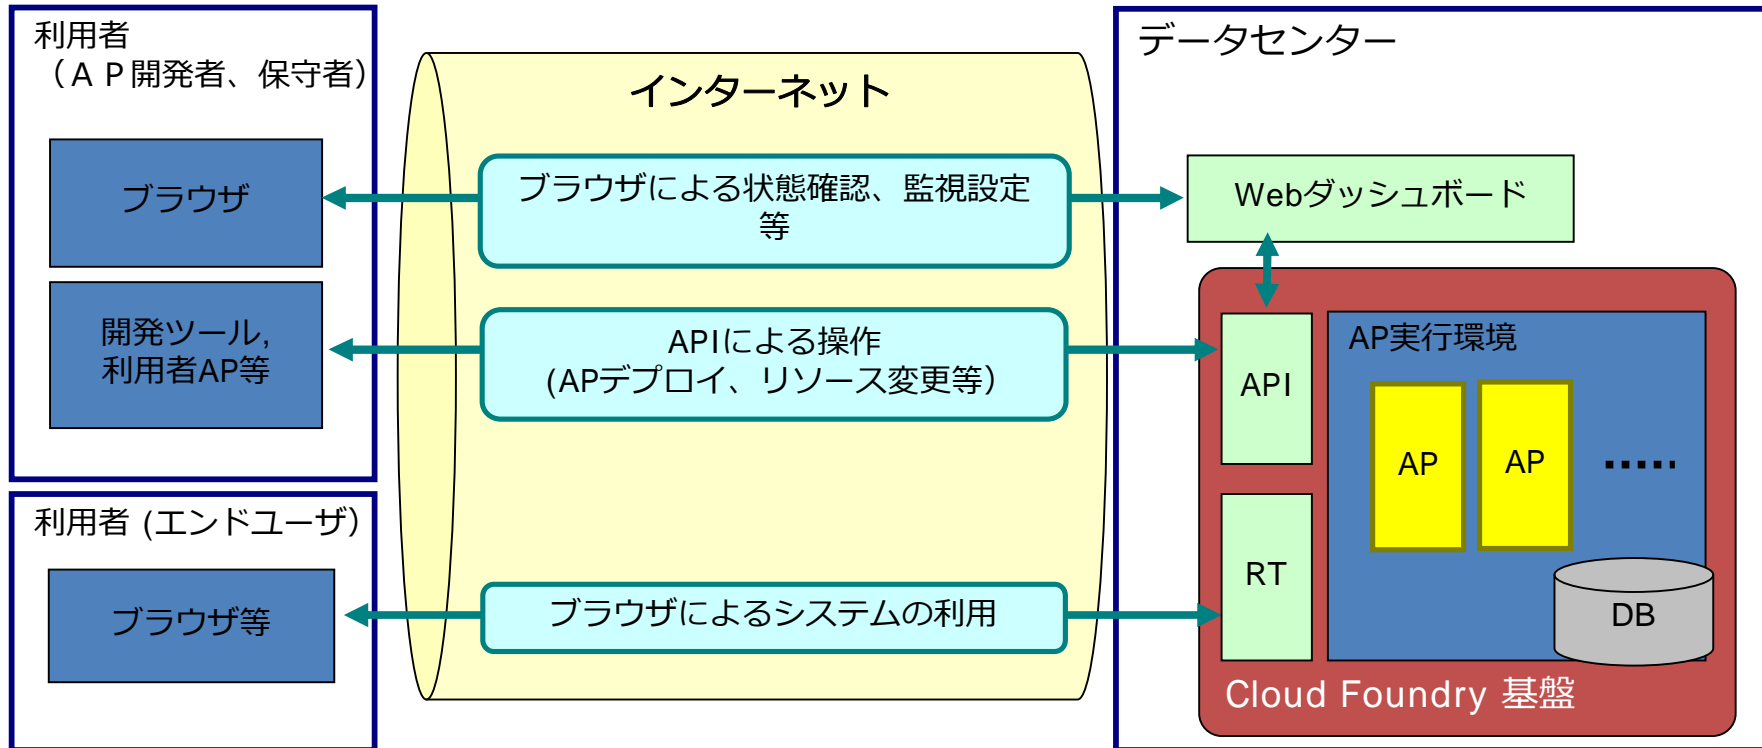 利用者
（ＡＰ開発者、保守者）
ブラウザ
開発ツール,
利用者AP等
利用者 (エンドユーザ）
ブラウザ等
インターネット
ブラウザによる状態確認、監視設定
等
APIによる操作
(APデプロイ、リソース変更等）
ブラウザによるシステムの利用
データセンター
Webダッシュボード
API
RT
AP実行環境
AP
AP
……
DB
Cloud Foundry 基盤